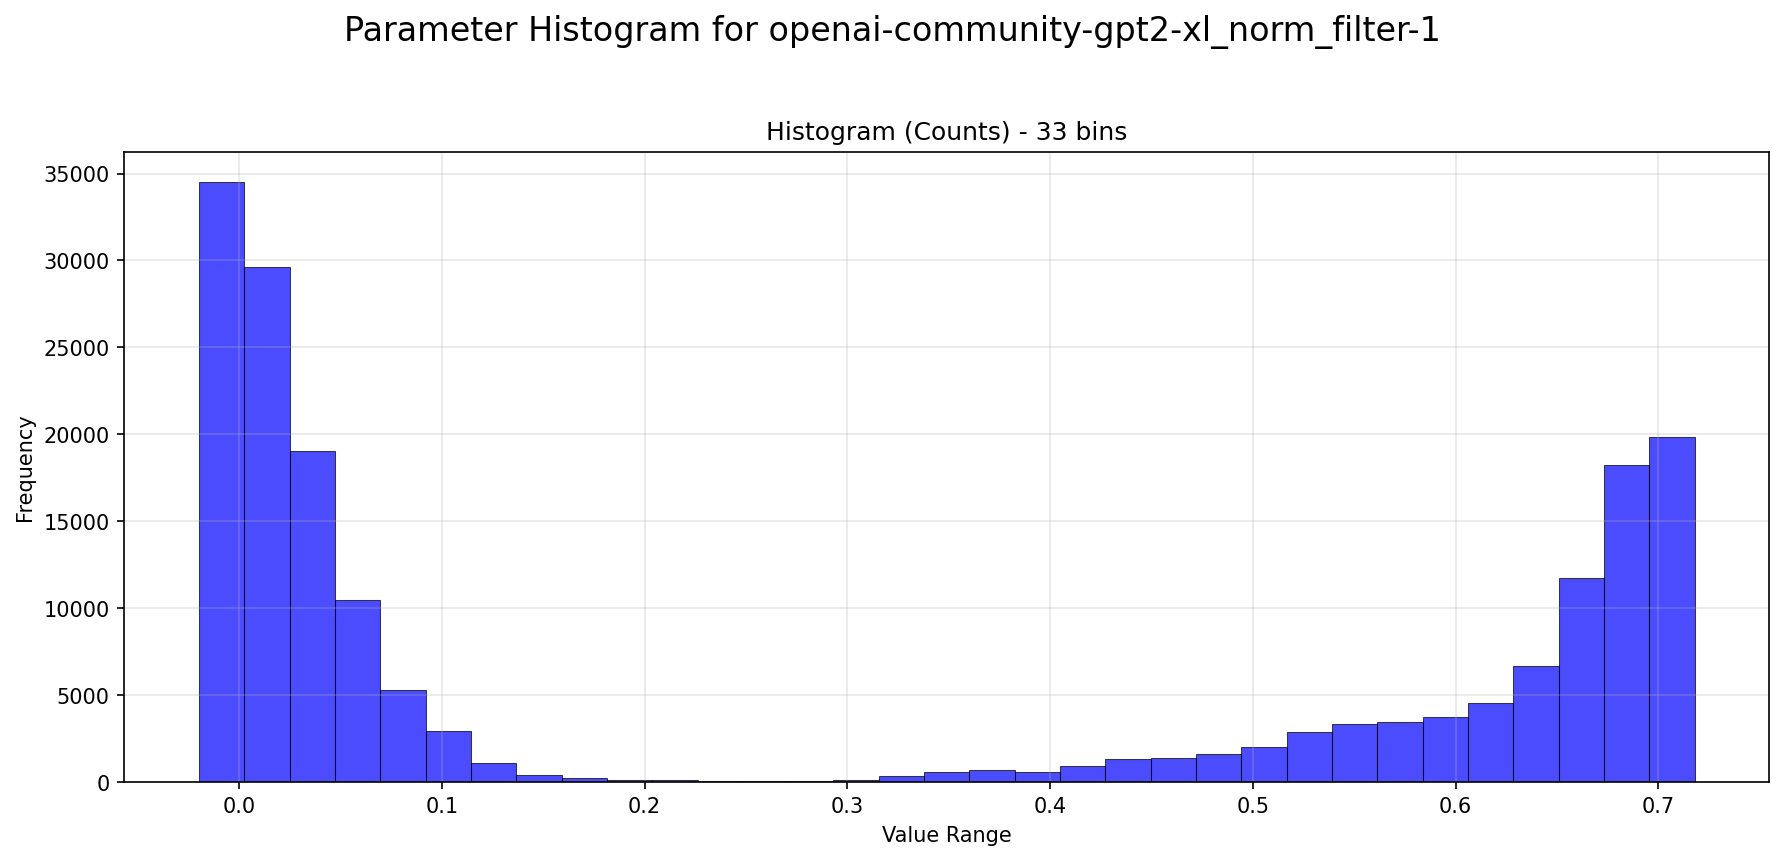 Parameter Histogram for openai-community-gpt2-xl_norm_filter-1
Histogram (Counts) - 33 bins
35000
30000
25000
20000
15000
10000
5000
0
Frequency
0.0 0.1 0.2 0.3 0.4 0.5 0.6 0.7
Value Range